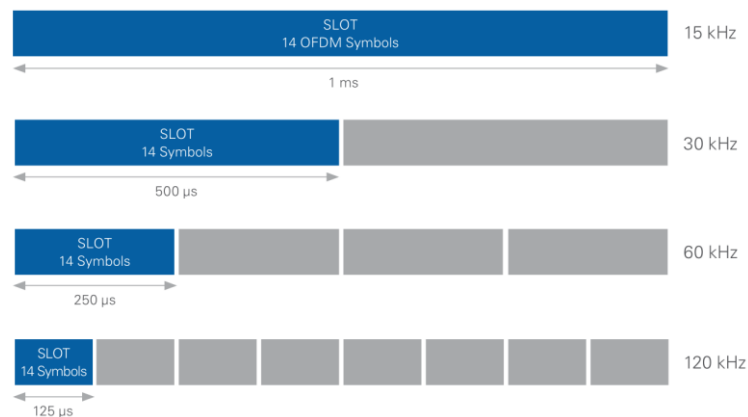 SLOT
14 OFDM Symbols
15 kHz
1 ms
SLOT
14 Symbols
30 kHz
500 µs
SLOT
14 Symbols
60 kHz
250 µs
SLOT
14 Symbols
120 kHz
125 µs